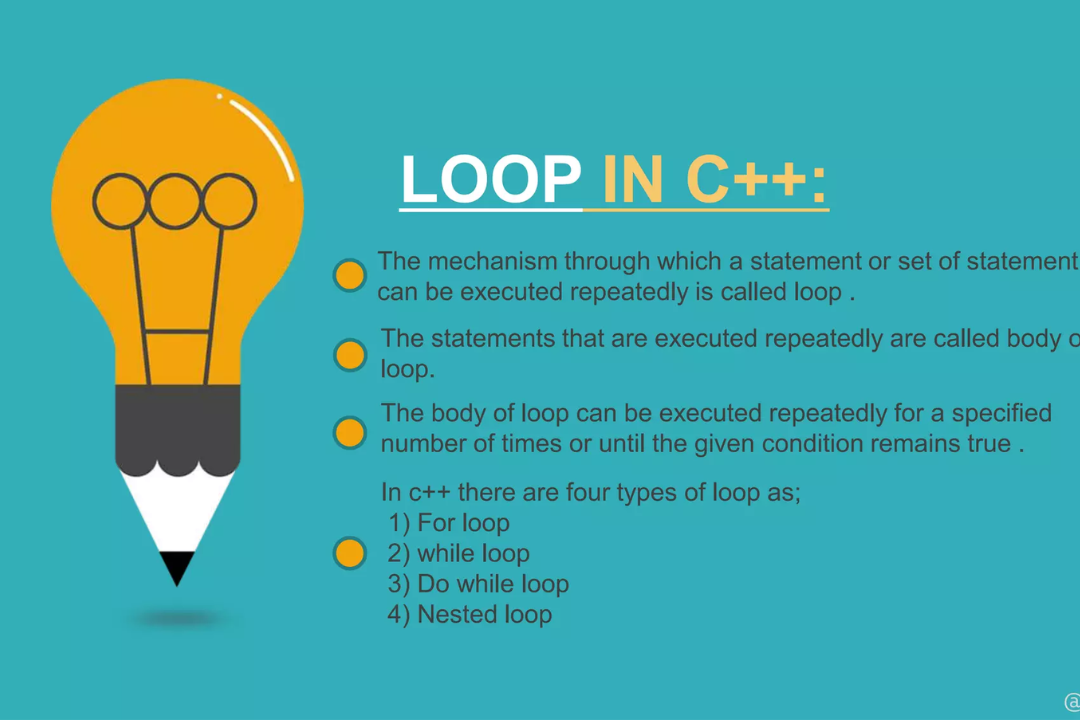 LOOP IN C++:
The mechanism through which a statement or set of statement
can be executed repeatedly is called loop .
The statements that are executed repeatedly are called body
loop.
The body of loop can be executed repeatedly for a specified
number of times or until the given condition remains true .
In c++ there are four types of loop as;
1) For loop
2) while loop
3) Do while loop
4) Nested loop